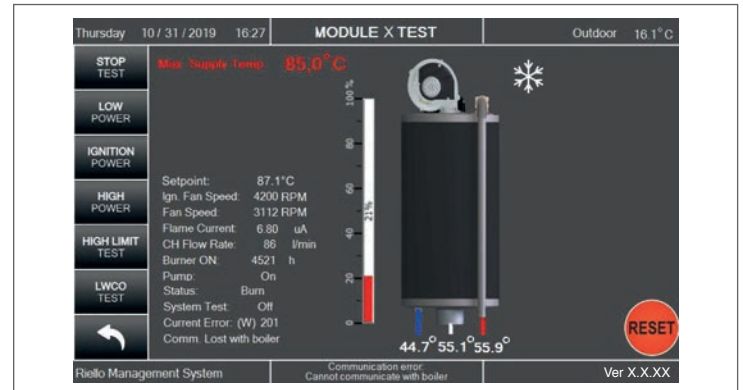 Thursday 10 / 31 / 2019 16:27 MODULE X TEST Outdoor 16.1°C
STOP
TEST
Max. Supply Temp. 85,0°C
LOW
POWER
IGNITION
POWER
HIGH
POWER
HIGH LIMIT
TEST
LWCO
TEST
Setpoint: 87.1°C
Ign. Fan Speed: 4200 RPM
Fan Speed: 3112 RPM
Flame Current: 6.80 uA
CH Flow Rate: 86 l/min
Burner ON: 4521 h
Pump: On
Status: Burn
System Test: Off
Current Error: (W) 201
Comm. Lost with boiler
100 %
80
60
40
20
0
21%
44.7° 55.1° 55.9°
RESET
Riello Management System
Communication error:
Cannot communicate with boiler
Ver X.X.XX